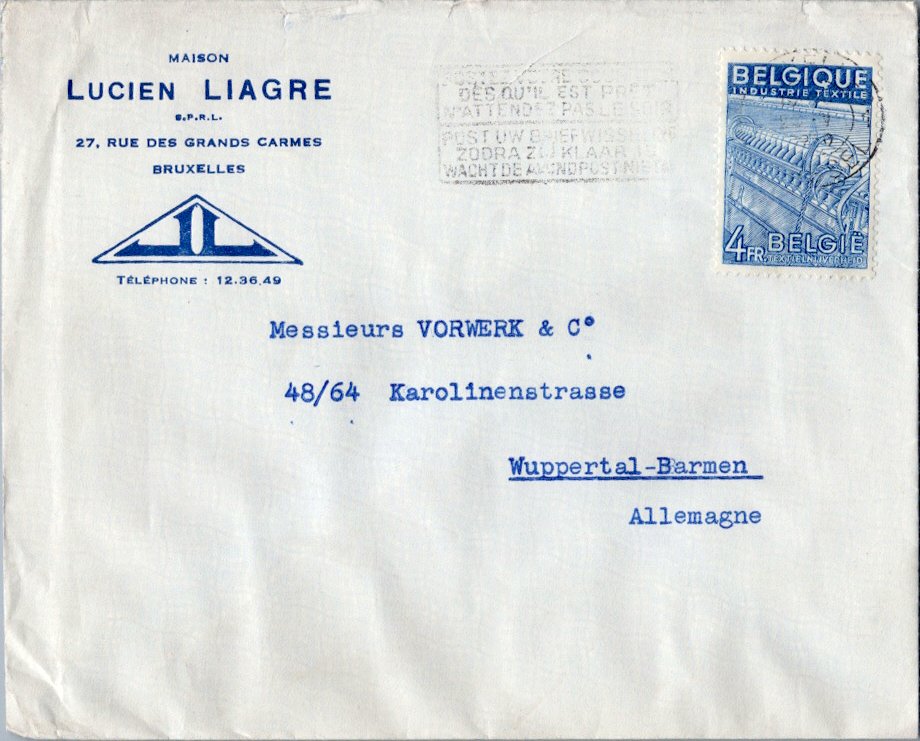 MAISON
LUCIEN LIAGRE
S.P.R.L.
27, RUE DES GRANDS CARMES
BRUXELLES
LL
TÉLÉPHONE : 12.36.49
DÈS QU'IL EST PRÊT
N'ATTENDEZ PAS LE SOIR
POST UW BRIEFWISSELING
ZODRA ZIJ KLAAR IS
WACHT DE AVONDPOST NIET AF
BELGIQUE
INDUSTRIE TEXTILE
4FR. BELGIË
TEXTIELNIJVERHEID
Messieurs VORWERK & C°
48/64 Karolinenstrasse
Wuppertal-Barmen
Allemagne